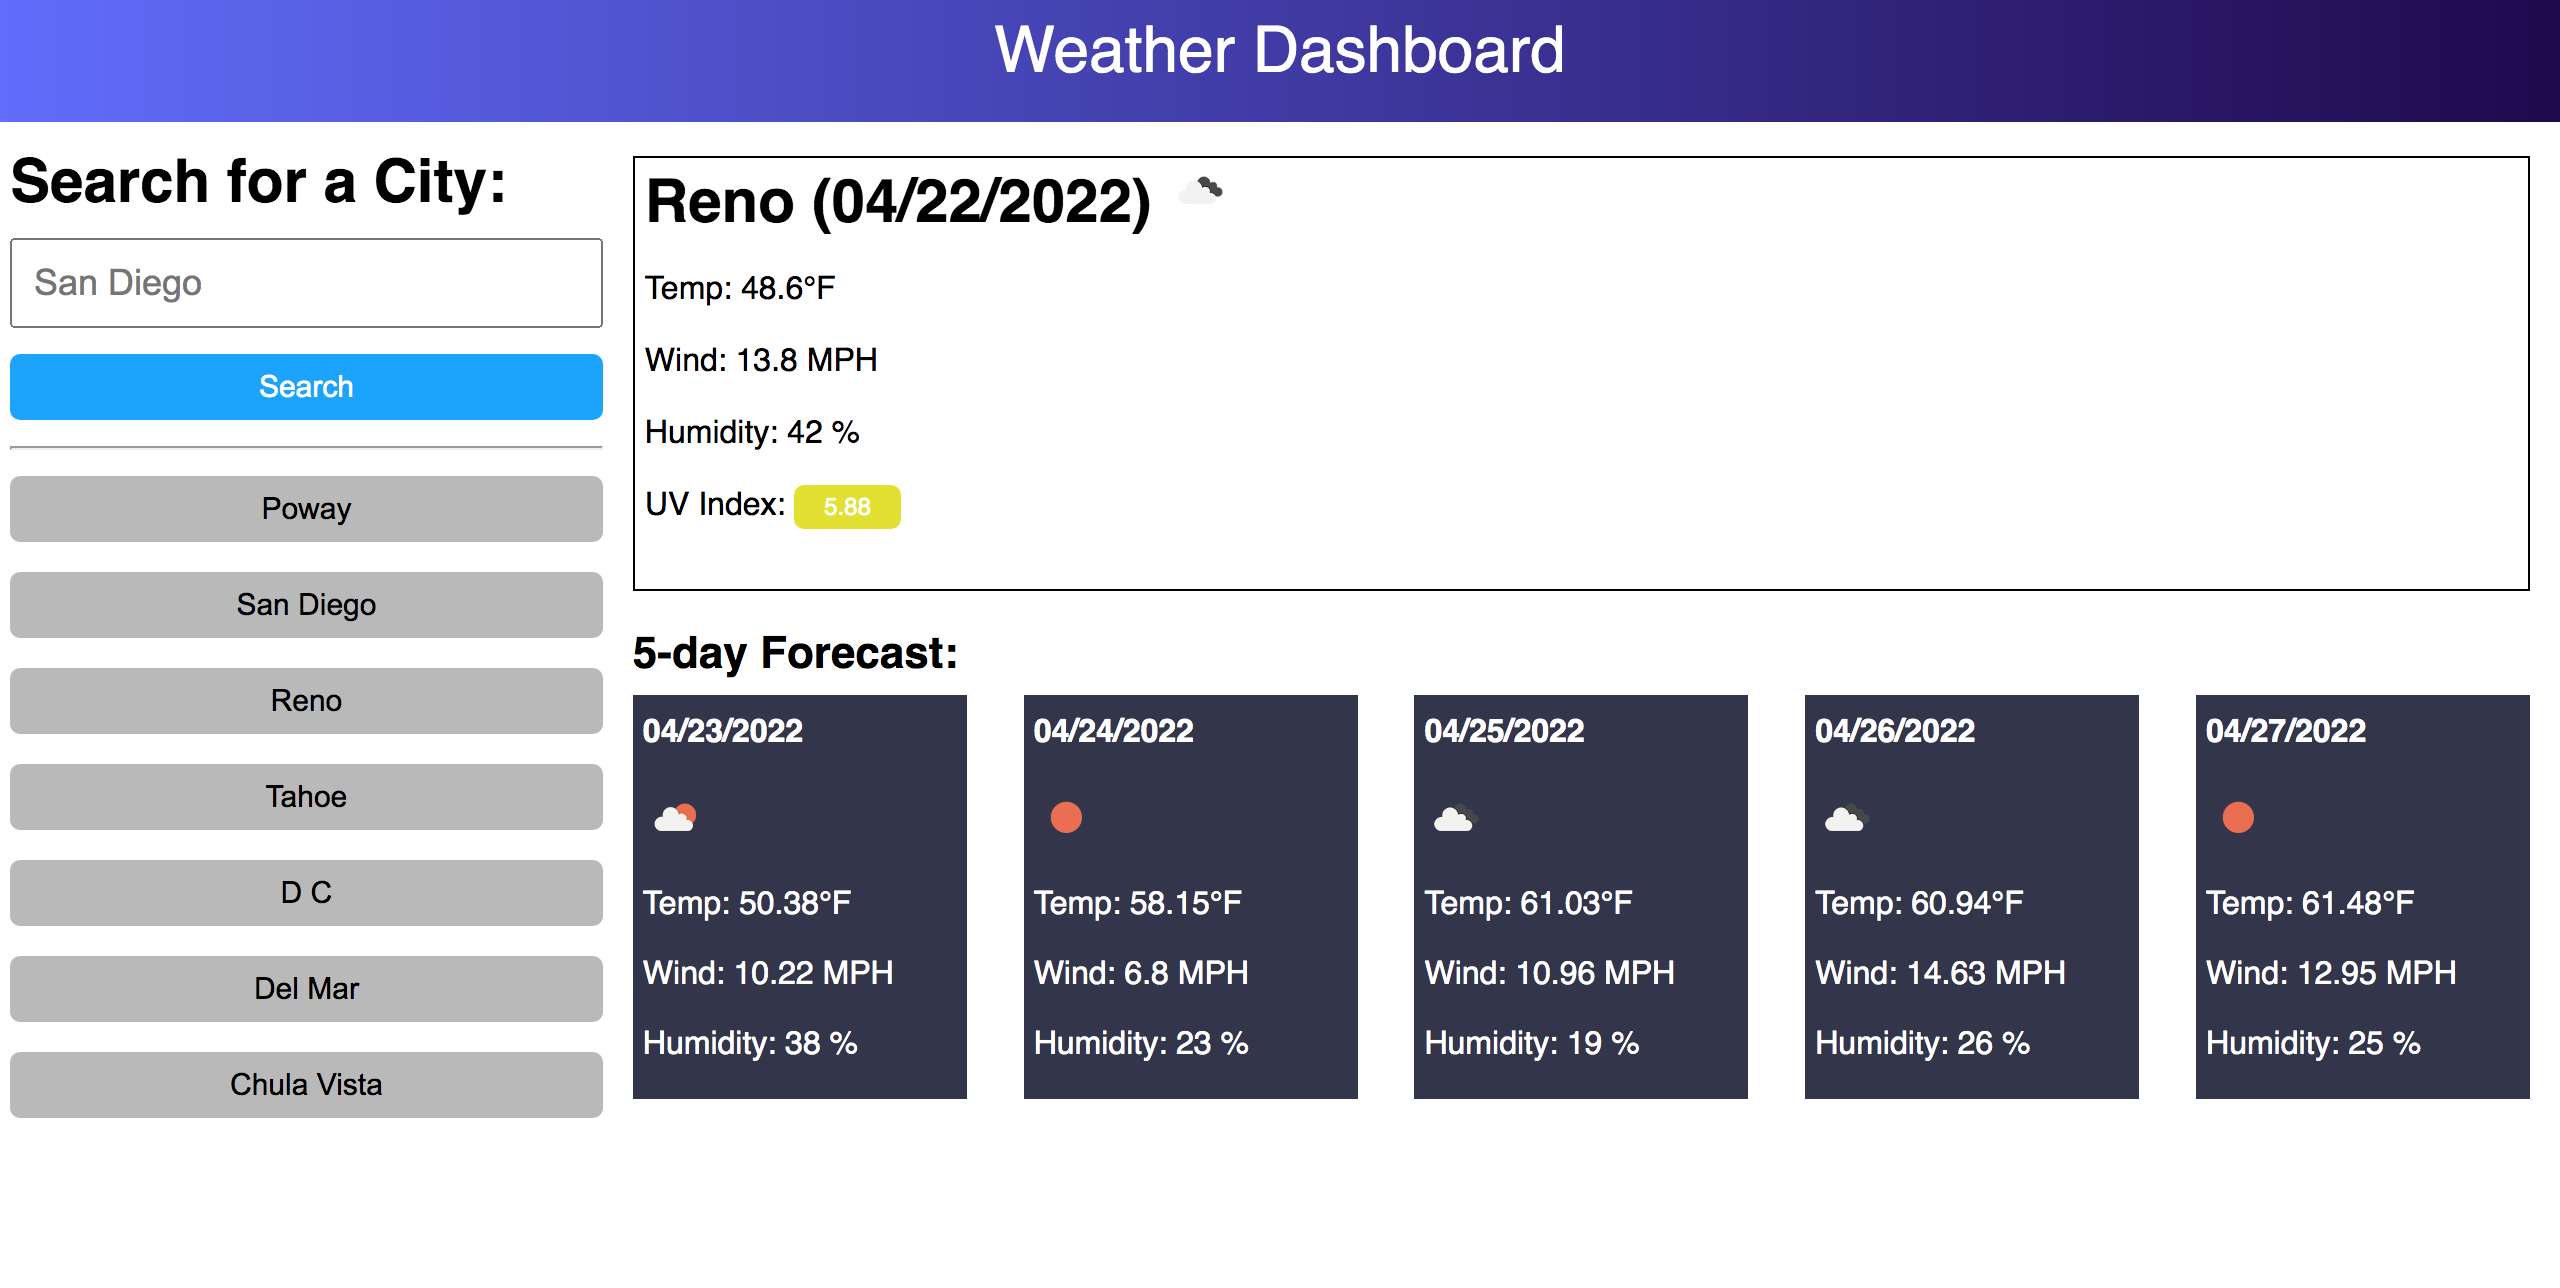 Weather Dashboard
Search for a City:
San Diego
Search
Poway
San Diego
Reno
Tahoe
D C
Del Mar
Chula Vista
Reno (04/22/2022)
Temp: 48.6°F
Wind: 13.8 MPH
Humidity: 42 %
UV Index: 5.88
5-day Forecast:
04/23/2022
Temp: 50.38°F
Wind: 10.22 MPH
Humidity: 38 %
04/24/2022
Temp: 58.15°F
Wind: 6.8 MPH
Humidity: 23 %
04/25/2022
Temp: 61.03°F
Wind: 10.96 MPH
Humidity: 19 %
04/26/2022
Temp: 60.94°F
Wind: 14.63 MPH
Humidity: 26 %
04/27/2022
Temp: 61.48°F
Wind: 12.95 MPH
Humidity: 25 %